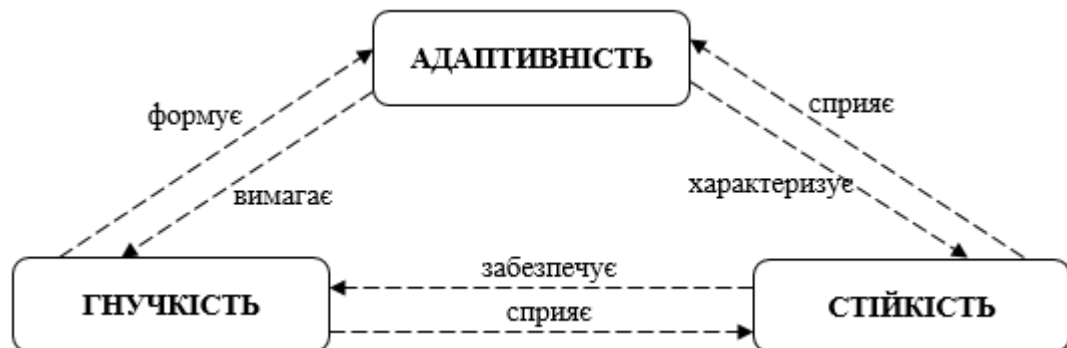 АДАПТИВНІСТЬ
формує
сприяє
вимагає
характеризує
забезпечує
ГНУЧКІСТЬ
СТІЙКІСТЬ
сприяє